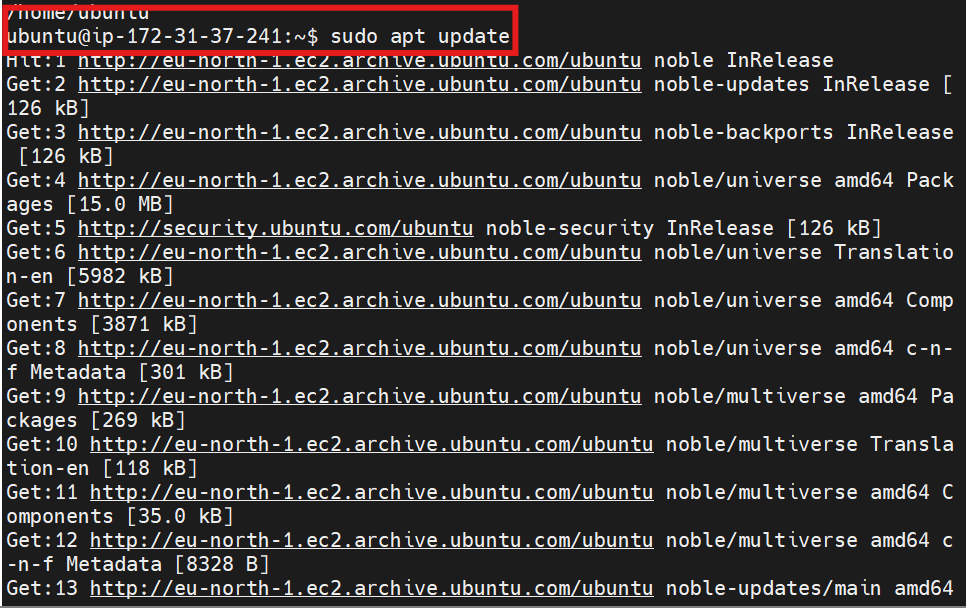 /home/ubuntu
ubuntu@ip-172-31-37-241:~$ sudo apt update
Hit:1 http://eu-north-1.ec2.archive.ubuntu.com/ubuntu noble InRelease
Get:2 http://eu-north-1.ec2.archive.ubuntu.com/ubuntu noble-updates InRelease [
126 kB]
Get:3 http://eu-north-1.ec2.archive.ubuntu.com/ubuntu noble-backports InRelease
 [126 kB]
Get:4 http://eu-north-1.ec2.archive.ubuntu.com/ubuntu noble/universe amd64 Pack
ages [15.0 MB]
Get:5 http://security.ubuntu.com/ubuntu noble-security InRelease [126 kB]
Get:6 http://eu-north-1.ec2.archive.ubuntu.com/ubuntu noble/universe Translatio
n-en [5982 kB]
Get:7 http://eu-north-1.ec2.archive.ubuntu.com/ubuntu noble/universe amd64 Comp
onents [3871 kB]
Get:8 http://eu-north-1.ec2.archive.ubuntu.com/ubuntu noble/universe amd64 c-n-
f Metadata [301 kB]
Get:9 http://eu-north-1.ec2.archive.ubuntu.com/ubuntu noble/multiverse amd64 Pa
ckages [269 kB]
Get:10 http://eu-north-1.ec2.archive.ubuntu.com/ubuntu noble/multiverse Transla
tion-en [118 kB]
Get:11 http://eu-north-1.ec2.archive.ubuntu.com/ubuntu noble/multiverse amd64 C
omponents [35.0 kB]
Get:12 http://eu-north-1.ec2.archive.ubuntu.com/ubuntu noble/multiverse amd64 c
-n-f Metadata [8328 B]
Get:13 http://eu-north-1.ec2.archive.ubuntu.com/ubuntu noble-updates/main amd64